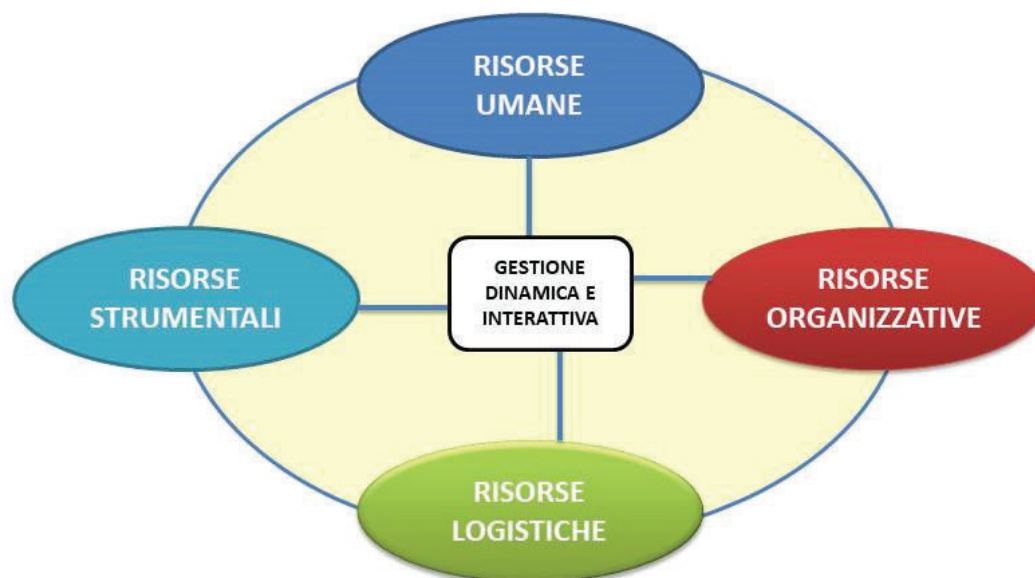 RISORSE
UMANE
RISORSE
STRUMENTALI
GESTIONE
DINAMICA E
INTERATTIVA
RISORSE
ORGANIZZATIVE
RISORSE
LOGISTICHE